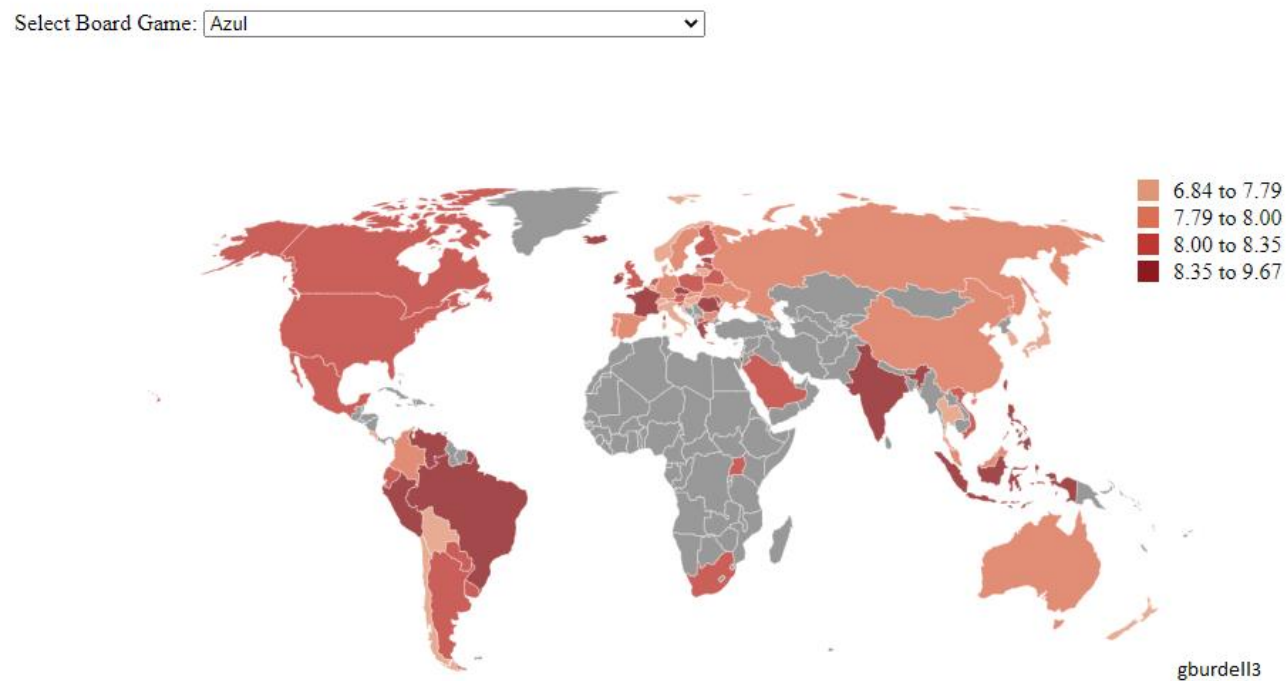 Select Board Game: Azul
6.84 to 7.79
7.79 to 8.00
8.00 to 8.35
8.35 to 9.67
gburdell3